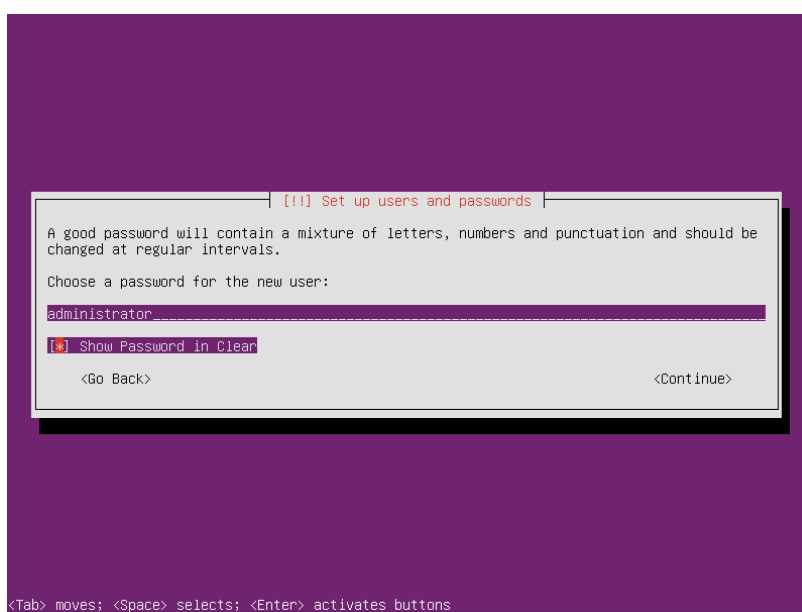 [!!] Set up users and passwords
A good password will contain a mixture of letters, numbers and punctuation and should be
changed at regular intervals.
Choose a password for the new user:
administrator
[*] Show Password in Clear
<Go Back> <Continue>
<Tab> moves; <Space> selects; <Enter> activates buttons